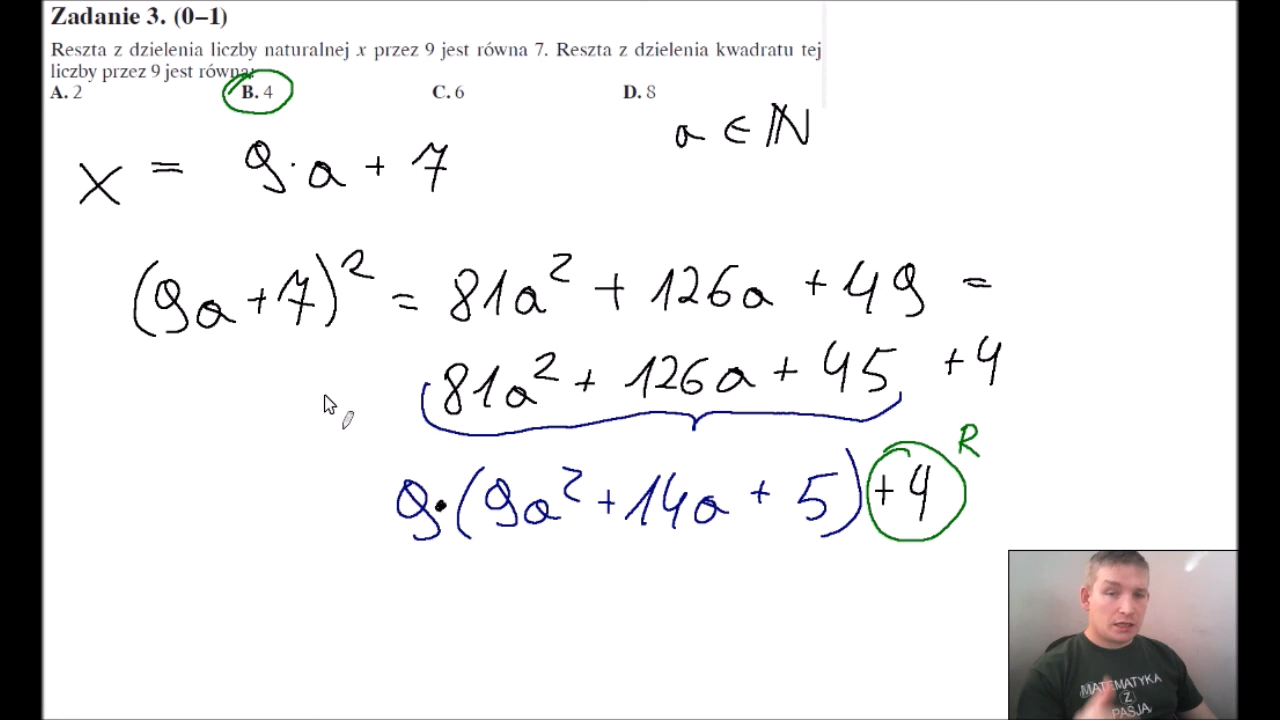 Zadanie 3. (0–1)
Reszta z dzielenia liczby naturalnej x przez 9 jest równa 7. Reszta z dzielenia kwadratu tej
liczby przez 9 jest równa:
A. 2 B. 4 C. 6 D. 8
a ∈ ℕ
x = 9·a + 7
(9a+7)² = 81a² + 126a + 49 =
81a² + 126a + 45 +4
R
9·(9a² + 14a + 5) +4
MATEMATYKA
Z
PASJĄ